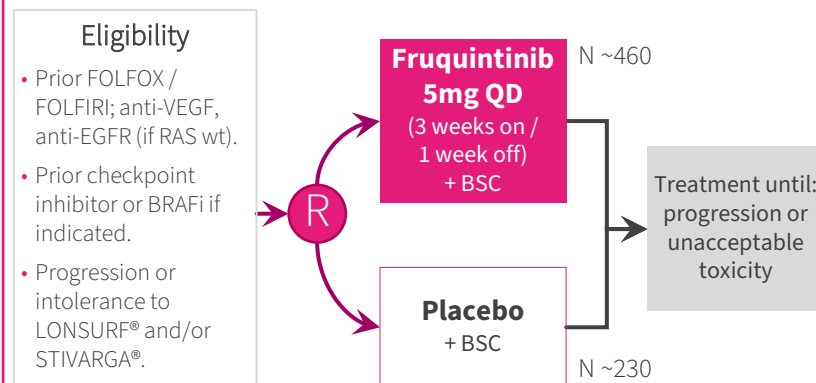 Eligibility
• Prior FOLFOX /
FOLFIRI; anti-VEGF,
anti-EGFR (if RAS wt).
• Prior checkpoint
inhibitor or BRAFi if
indicated.
• Progression or
intolerance to
LONSURF® and/or
STIVARGA®.
R
Fruquintinib
5mg QD
(3 weeks on /
1 week off)
+ BSC
N ~460
Placebo
+ BSC
N ~230
Treatment until:
progression or
unacceptable
toxicity